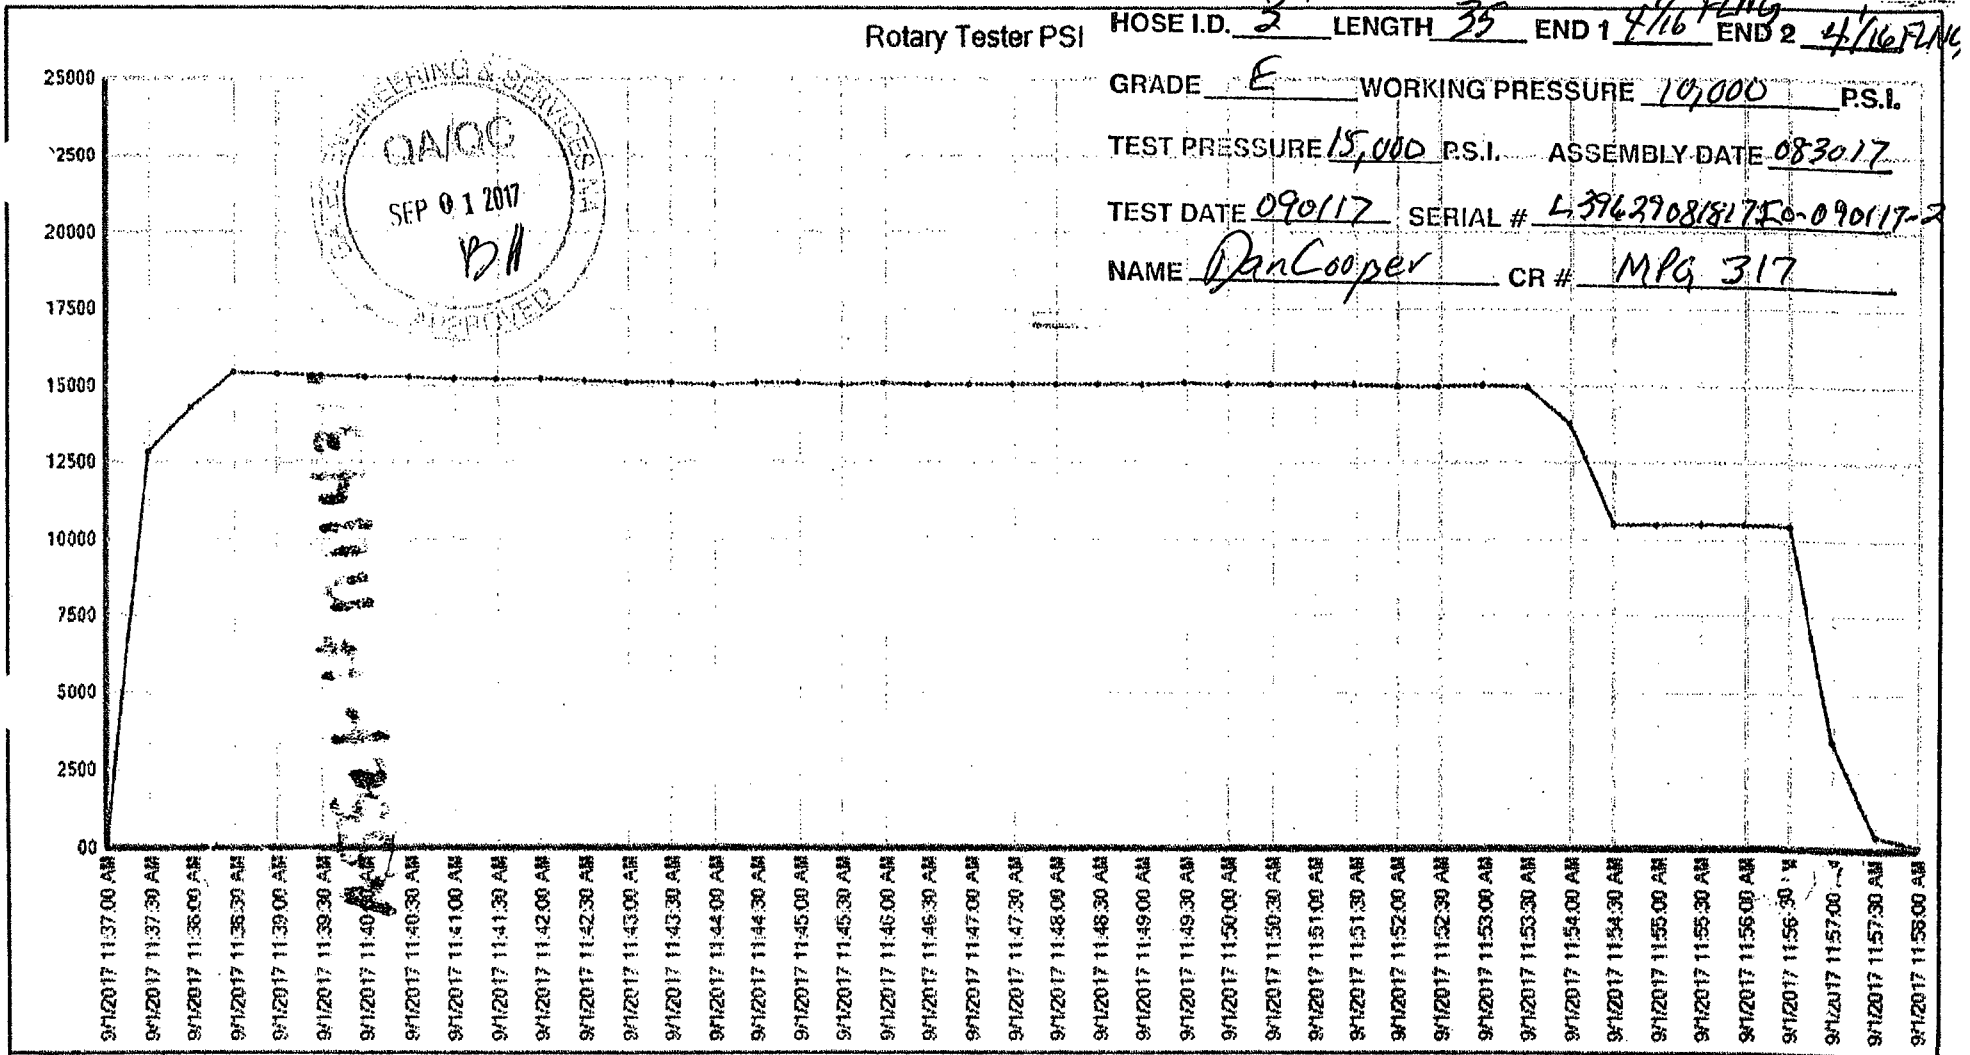 Rotary Tester PSI
HOSE I.D. 3 LENGTH 35 END 1 4 1/16 FLNG END 2 4 1/16 FLNG
GRADE E WORKING PRESSURE 10,000 P.S.I.
TEST PRESSURE 15,000 P.S.I. ASSEMBLY DATE 083017
TEST DATE 090117 SERIAL #
NAME Dan Cooper CR # MPG 317
ENGINEERING & SERVICES
QA/QC
SEP 0 1 2017
BH
APPROVED
25000
2500
20000
17500
15000
12500
10000
7500
5000
2500
00
9/1/2017 11:37:00 AM
9/1/2017 11:37:30 AM
9/1/2017 11:38:00 AM
9/1/2017 11:38:30 AM
9/1/2017 11:39:00 AM
9/1/2017 11:39:30 AM
9/1/2017 11:40 AM
9/1/2017 11:40:30 AM
9/1/2017 11:41:00 AM
9/1/2017 11:41:30 AM
9/1/2017 11:42:00 AM
9/1/2017 11:42:30 AM
9/1/2017 11:43:00 AM
9/1/2017 11:43:30 AM
9/1/2017 11:44:00 AM
9/1/2017 11:44:30 AM
9/1/2017 11:45:00 AM
9/1/2017 11:45:30 AM
9/1/2017 11:46:00 AM
9/1/2017 11:46:30 AM
9/1/2017 11:47:00 AM
9/1/2017 11:47:30 AM
9/1/2017 11:48:00 AM
9/1/2017 11:48:30 AM
9/1/2017 11:49:00 AM
9/1/2017 11:49:30 AM
9/1/2017 11:50:00 AM
9/1/2017 11:50:30 AM
9/1/2017 11:51:00 AM
9/1/2017 11:51:30 AM
9/1/2017 11:52:00 AM
9/1/2017 11:52:30 AM
9/1/2017 11:53:00 AM
9/1/2017 11:53:30 AM
9/1/2017 11:54:00 AM
9/1/2017 11:54:30 AM
9/1/2017 11:55:00 AM
9/1/2017 11:55:30 AM
9/1/2017 11:56:00 AM
9/1/2017 11:56:30
9/1/2017 11:57:00
9/1/2017 11:57:30 AM
9/1/2017 11:58:00 AM